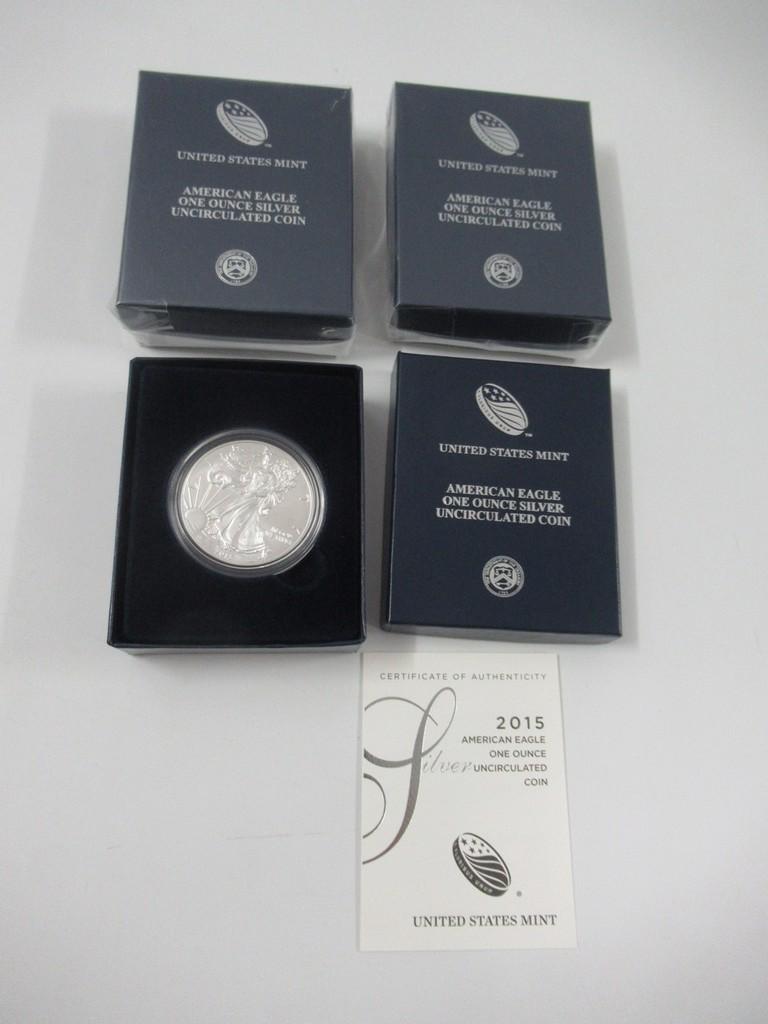 UNITED STATES MINT
AMERICAN EAGLE
ONE OUNCE SILVER
UNCIRCULATED COIN
UNITED STATES MINT
AMERICAN EAGLE
ONE OUNCE SILVER
UNCIRCULATED COIN
UNITED STATES MINT
AMERICAN EAGLE
ONE OUNCE SILVER
UNCIRCULATED COIN
CERTIFICATE OF AUTHENTICITY
2015
AMERICAN EAGLE
ONE OUNCE
Silver UNCIRCULATED
COIN
UNITED STATES MINT